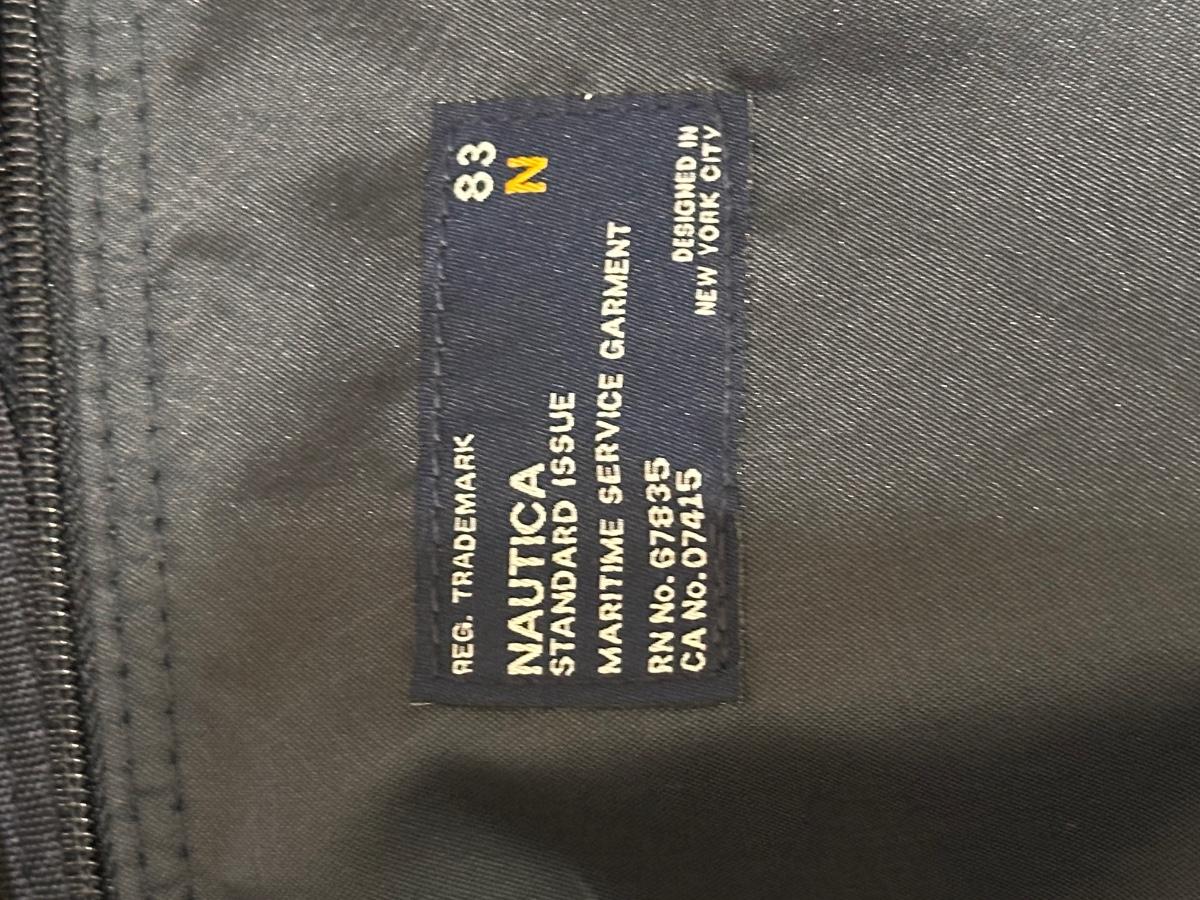 REG. TRADEMARK
83
NAUTICA
N
STANDARD ISSUE
MARITIME SERVICE GARMENT
RN No. 67835
CA No. 07415
DESIGNED IN
NEW YORK CITY